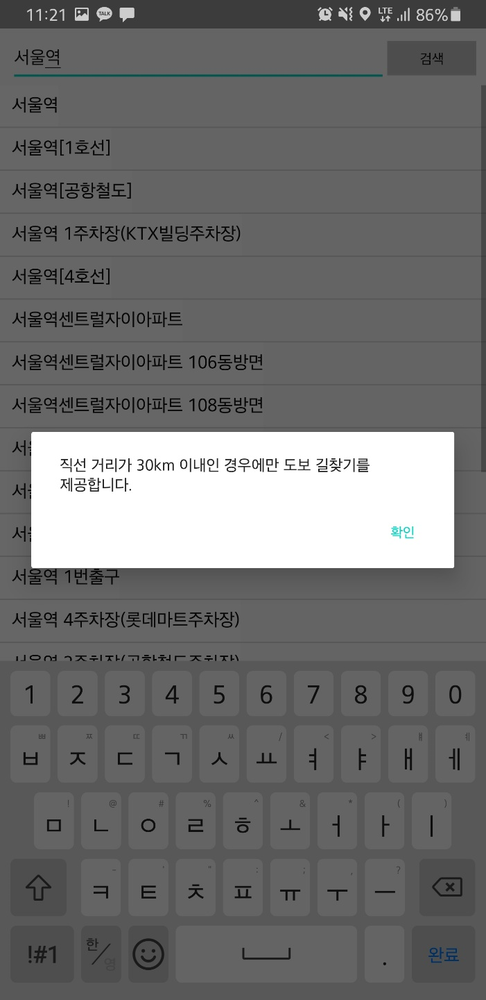 11:21 TALK LTE 86%
서울역 검색
서울역
서울역[1호선]
서울역[공항철도]
서울역 1주차장(KTX빌딩주차장)
서울역[4호선]
서울역센트럴자이아파트
서울역센트럴자이아파트 106동방면
서울역센트럴자이아파트 108동방면
직선 거리가 30km 이내인 경우에만 도보 길찾기를
제공합니다.
확인
서울역 1번출구
서울역 4주차장(롯데마트주차장)
1 2 3 4 5 6 7 8 9 0
ㅃ ㅉ ㄸ ㄲ ㅆ / < > ㅒ ㅖ
ㅂ ㅈ ㄷ ㄱ ㅅ ㅛ ㅕ ㅑ ㅐ ㅔ
! @ # % ^ & * ( )
ㅁ ㄴ ㅇ ㄹ ㅎ ㅗ ㅓ ㅏ ㅣ
- ' " : ; , ?
ㅋ ㅌ ㅊ ㅍ ㅠ ㅜ ㅡ
!#1 한/영 . 완료